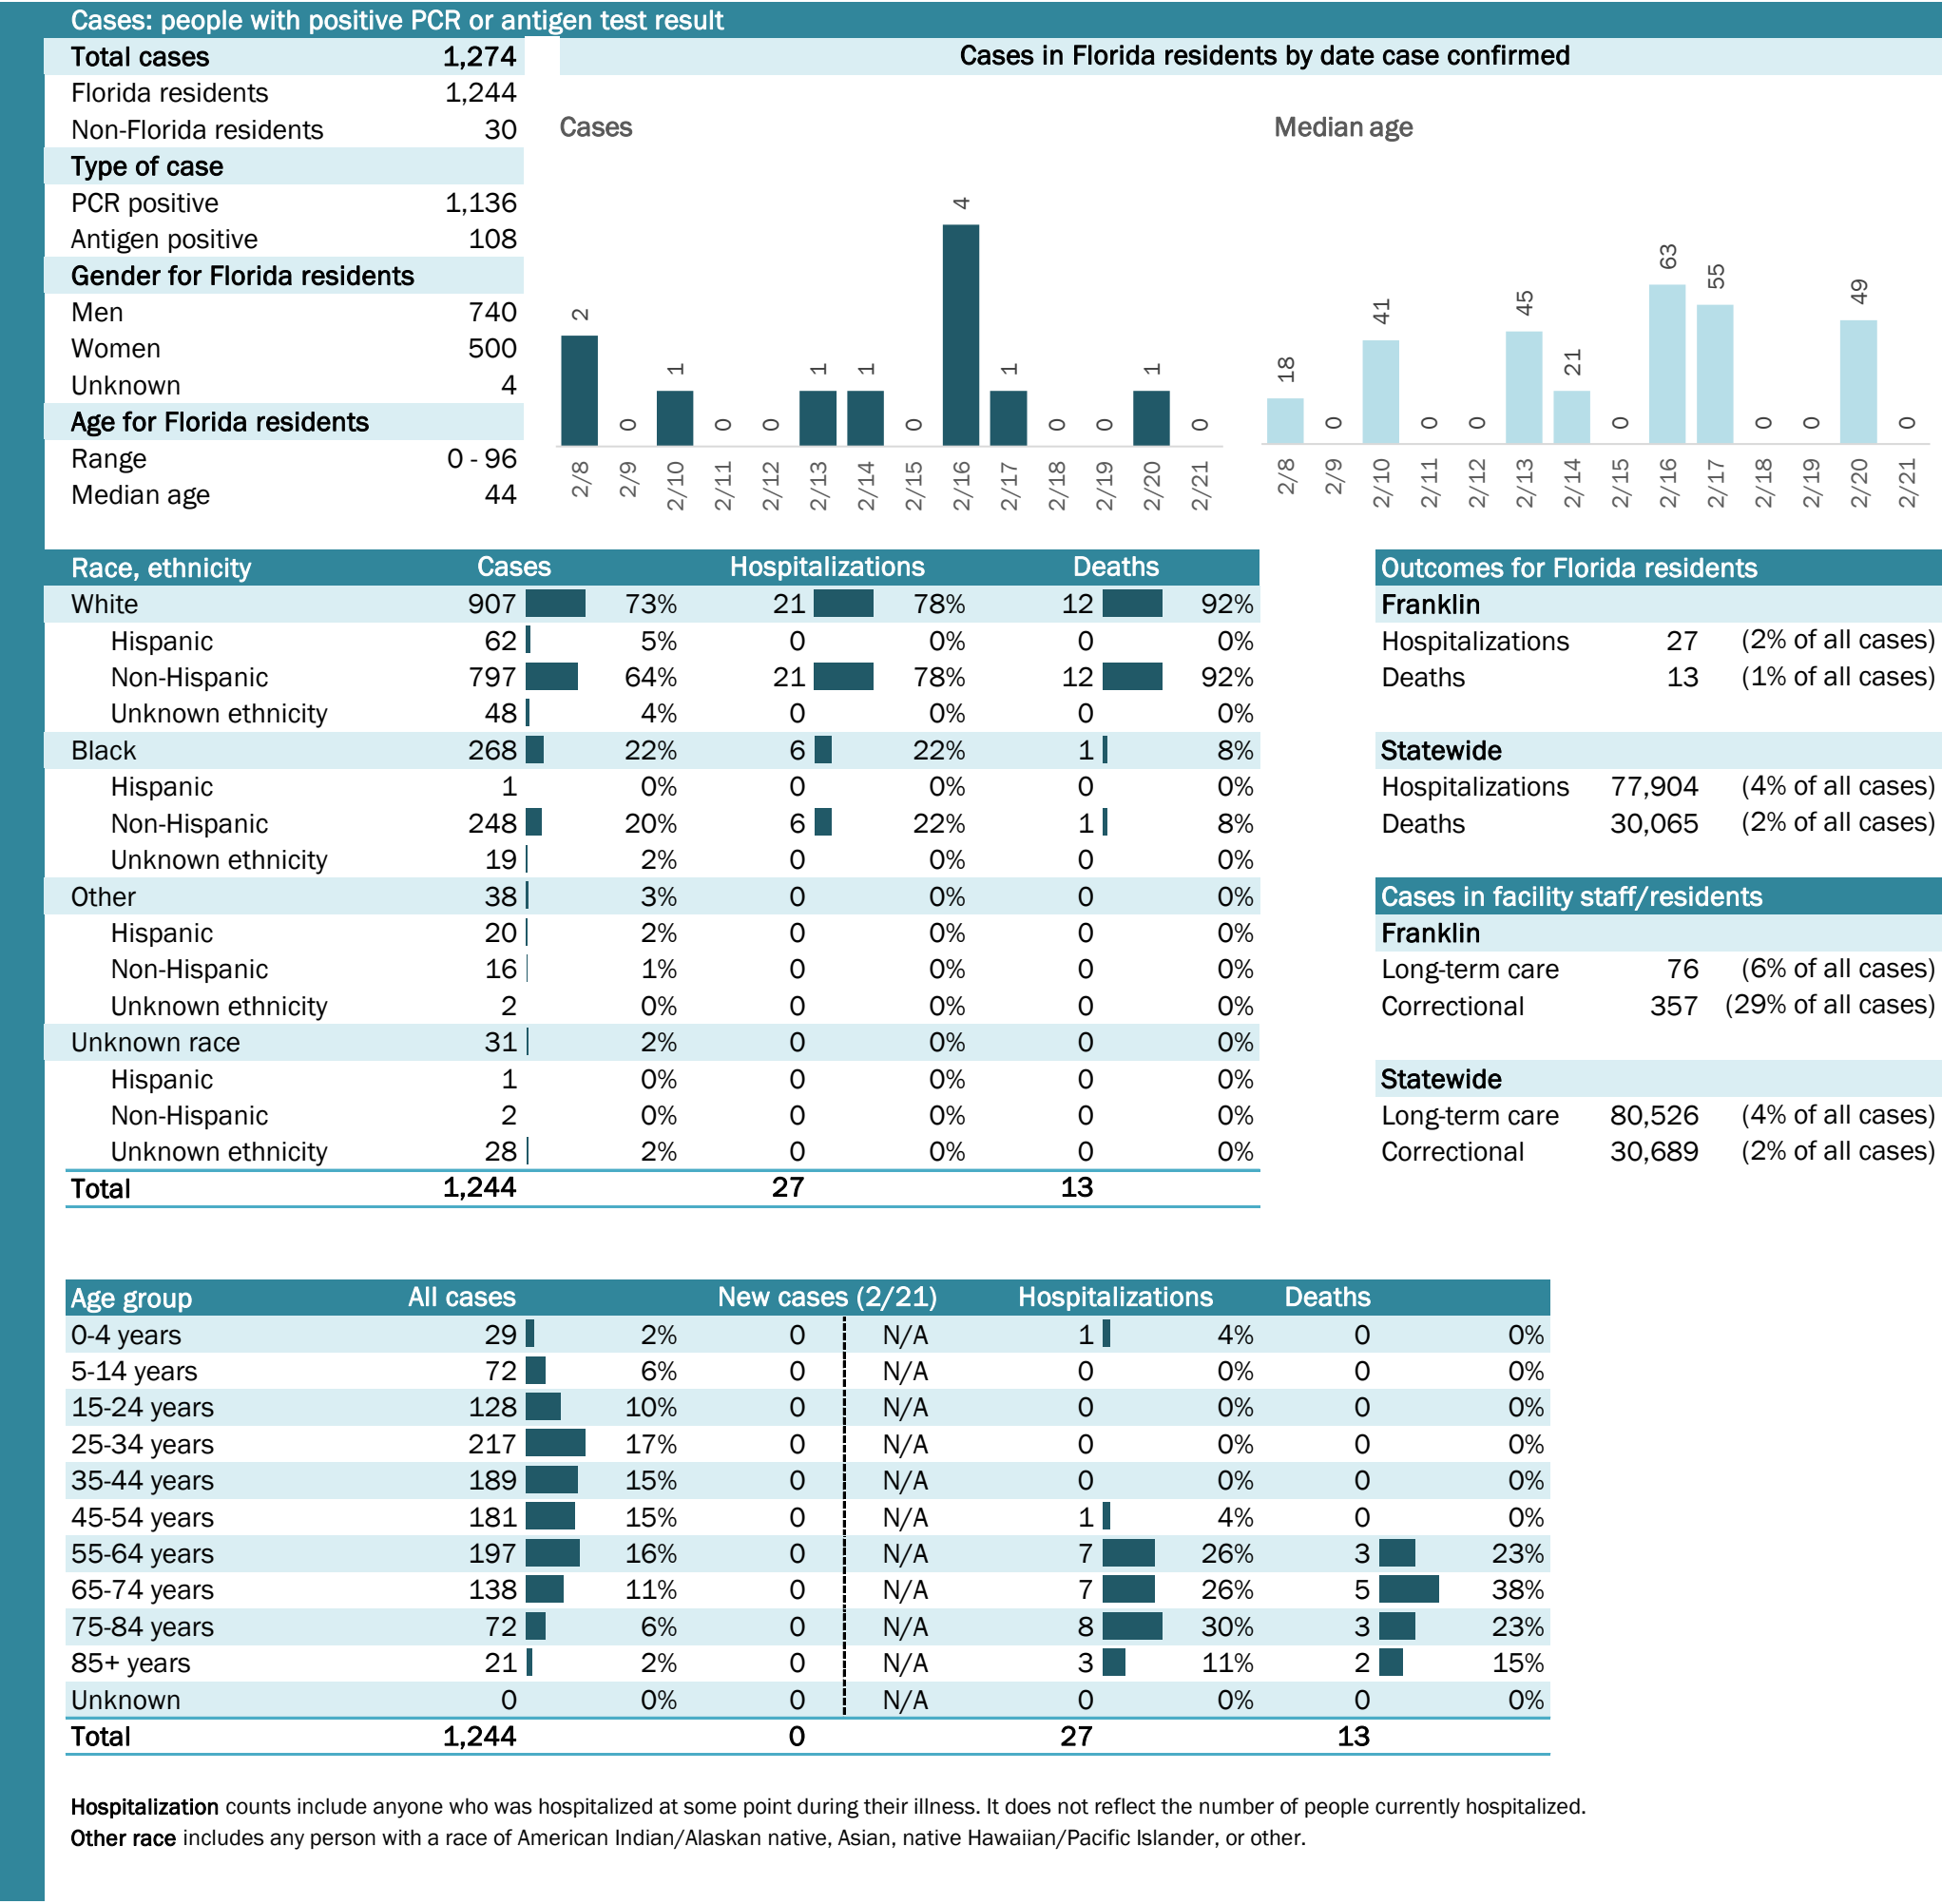 Cases: people with positive PCR or antigen test result
Total cases 1,274
Florida residents 1,244
Non-Florida residents 30
Type of case
PCR positive 1,136
Antigen positive 108
Gender for Florida residents
Men 740
Women 500
Unknown 4
Age for Florida residents
Range 0 - 96
Median age 44
Cases in Florida residents by date case confirmed
Cases
2 0 1 0 0 1 1 0 4 1 0 0 1 0
2/8 2/9 2/10 2/11 2/12 2/13 2/14 2/15 2/16 2/17 2/18 2/19 2/20 2/21
Median age
18 0 41 0 0 45 21 0 63 55 0 0 49 0
2/8 2/9 2/10 2/11 2/12 2/13 2/14 2/15 2/16 2/17 2/18 2/19 2/20 2/21
Race, ethnicity Cases Hospitalizations Deaths
White 907 73% 21 78% 12 92%
Hispanic 62 5% 0 0% 0 0%
Non-Hispanic 797 64% 21 78% 12 92%
Unknown ethnicity 48 4% 0 0% 0 0%
Black 268 22% 6 22% 1 8%
Hispanic 1 0% 0 0% 0 0%
Non-Hispanic 248 20% 6 22% 1 8%
Unknown ethnicity 19 2% 0 0% 0 0%
Other 38 3% 0 0% 0 0%
Hispanic 20 2% 0 0% 0 0%
Non-Hispanic 16 1% 0 0% 0 0%
Unknown ethnicity 2 0% 0 0% 0 0%
Unknown race 31 2% 0 0% 0 0%
Hispanic 1 0% 0 0% 0 0%
Non-Hispanic 2 0% 0 0% 0 0%
Unknown ethnicity 28 2% 0 0% 0 0%
Total 1,244 27 13
Outcomes for Florida residents
Franklin
Hospitalizations 27 (2% of all cases)
Deaths 13 (1% of all cases)
Statewide
Hospitalizations 77,904 (4% of all cases)
Deaths 30,065 (2% of all cases)
Cases in facility staff/residents
Franklin
Long-term care 76 (6% of all cases)
Correctional 357 (29% of all cases)
Statewide
Long-term care 80,526 (4% of all cases)
Correctional 30,689 (2% of all cases)
Age group All cases New cases (2/21) Hospitalizations Deaths
0-4 years 29 2% 0 N/A 1 4% 0 0%
5-14 years 72 6% 0 N/A 0 0% 0 0%
15-24 years 128 10% 0 N/A 0 0% 0 0%
25-34 years 217 17% 0 N/A 0 0% 0 0%
35-44 years 189 15% 0 N/A 0 0% 0 0%
45-54 years 181 15% 0 N/A 1 4% 0 0%
55-64 years 197 16% 0 N/A 7 26% 3 23%
65-74 years 138 11% 0 N/A 7 26% 5 38%
75-84 years 72 6% 0 N/A 8 30% 3 23%
85+ years 21 2% 0 N/A 3 11% 2 15%
Unknown 0 0% 0 N/A 0 0% 0 0%
Total 1,244 0 27 13
Hospitalization counts include anyone who was hospitalized at some point during their illness. It does not reflect the number of people currently hospitalized.
Other race includes any person with a race of American Indian/Alaskan native, Asian, native Hawaiian/Pacific Islander, or other.